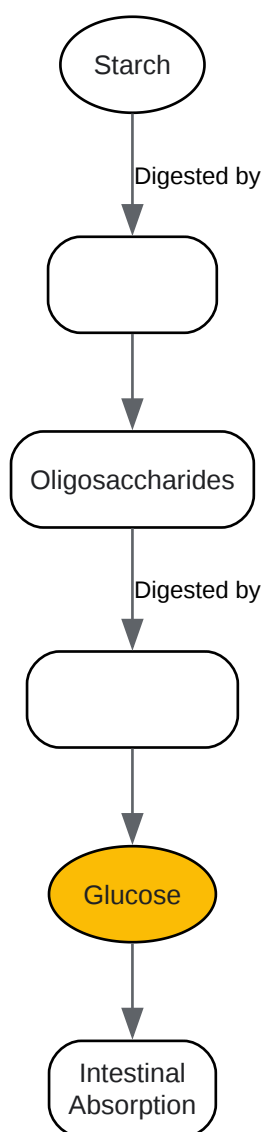 Starch
Digested by
Oligosaccharides
Digested by
Glucose
Intestinal
Absorption